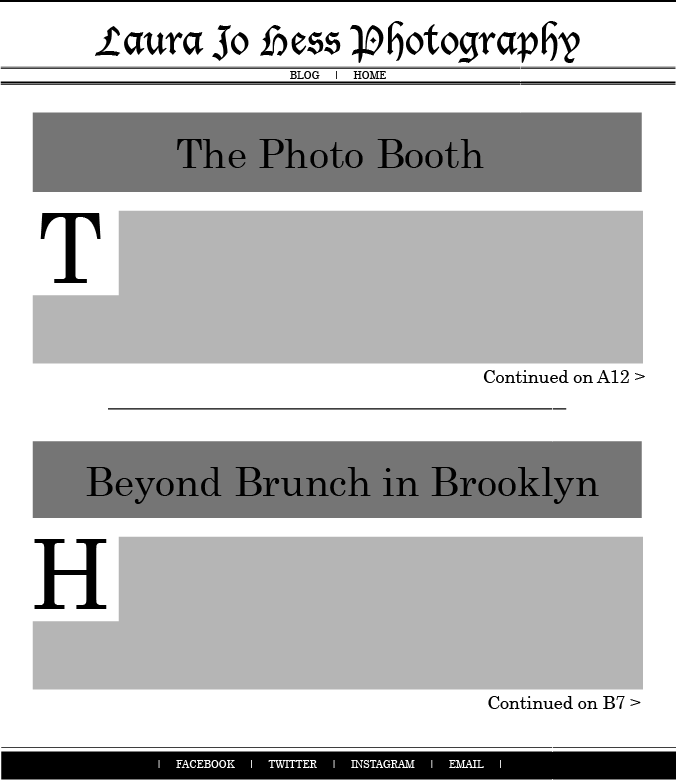 Laura Jo Hess Photography
BLOG | HOME
The Photo Booth
T
Continued on A12 >
Beyond Brunch in Brooklyn
H
Continued on B7 >
| FACEBOOK | TWITTER | INSTAGRAM | EMAIL |